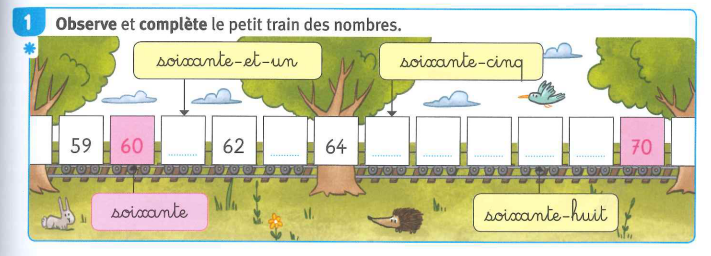 1 Observe et complète le petit train des nombres.
soixante-et-un soixante-cinq
59 60 ........ 62 ........ 64 ........ ........ ........ ........ ........ 70
soixante soixante-huit